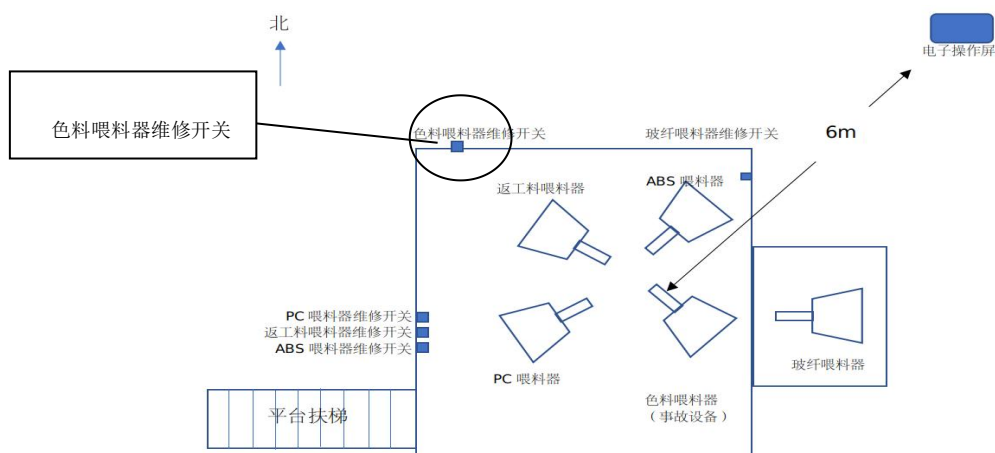 北
电子操作屏
色料喂料器维修开关
色料喂料器维修开关
玻纤喂料器维修开关
6m
返工料喂料器
ABS 喂料器
PC 喂料器维修开关
返工料喂料器维修开关
ABS 喂料器维修开关
玻纤喂料器
PC 喂料器
色料喂料器
（事故设备）
平台扶梯